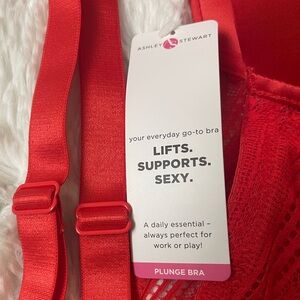 ASHLEY STEWART
your everyday go-to bra
LIFTS.
SUPPORTS.
SEXY.
A daily essential –
always perfect for
work or play!
PLUNGE BRA